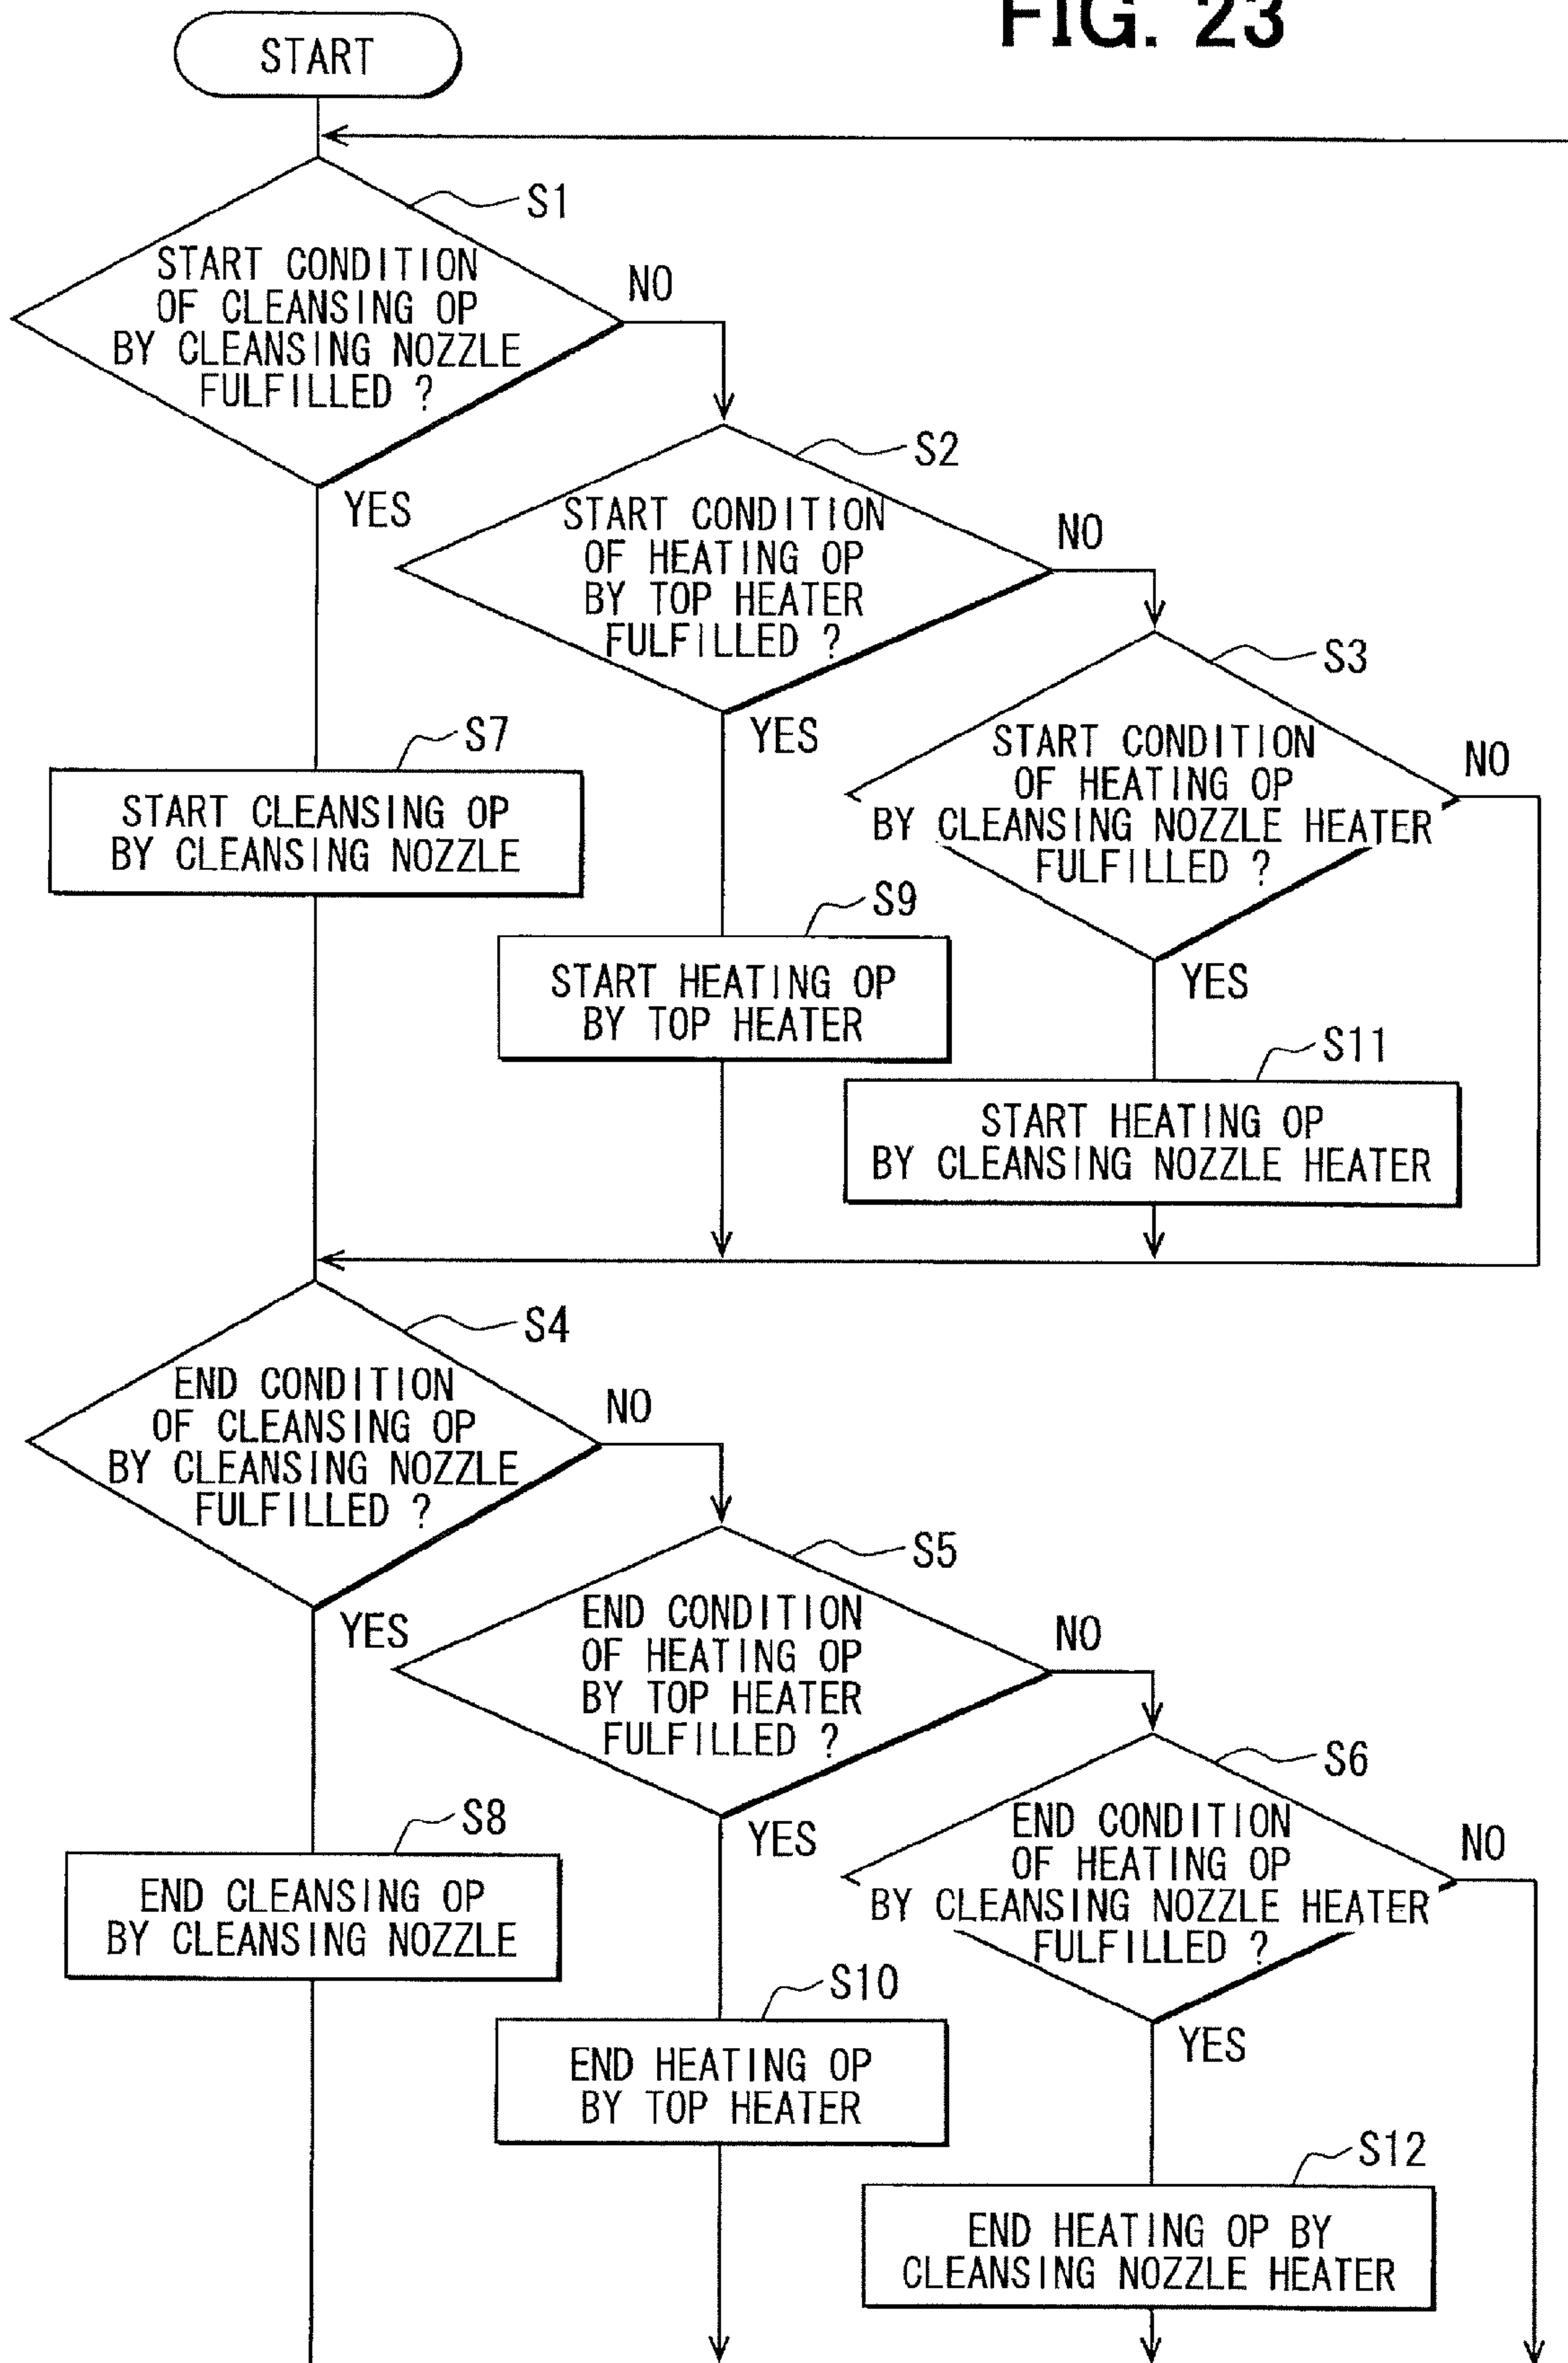 FIG. 23
START
S1
START CONDITION
OF CLEANSING OP
BY CLEANSING NOZZLE
FULFILLED ?
NO
YES
S2
START CONDITION
OF HEATING OP
BY TOP HEATER
FULFILLED ?
NO
YES
S3
START CONDITION
OF HEATING OP
BY CLEANSING NOZZLE HEATER
FULFILLED ?
NO
YES
S7
START CLEANSING OP
BY CLEANSING NOZZLE
S9
START HEATING OP
BY TOP HEATER
S11
START HEATING OP
BY CLEANSING NOZZLE HEATER
S4
END CONDITION
OF CLEANSING OP
BY CLEANSING NOZZLE
FULFILLED ?
NO
YES
S5
END CONDITION
OF HEATING OP
BY TOP HEATER
FULFILLED ?
NO
YES
S6
END CONDITION
OF HEATING OP
BY CLEANSING NOZZLE HEATER
FULFILLED ?
NO
YES
S8
END CLEANSING OP
BY CLEANSING NOZZLE
S10
END HEATING OP
BY TOP HEATER
S12
END HEATING OP BY
CLEANSING NOZZLE HEATER